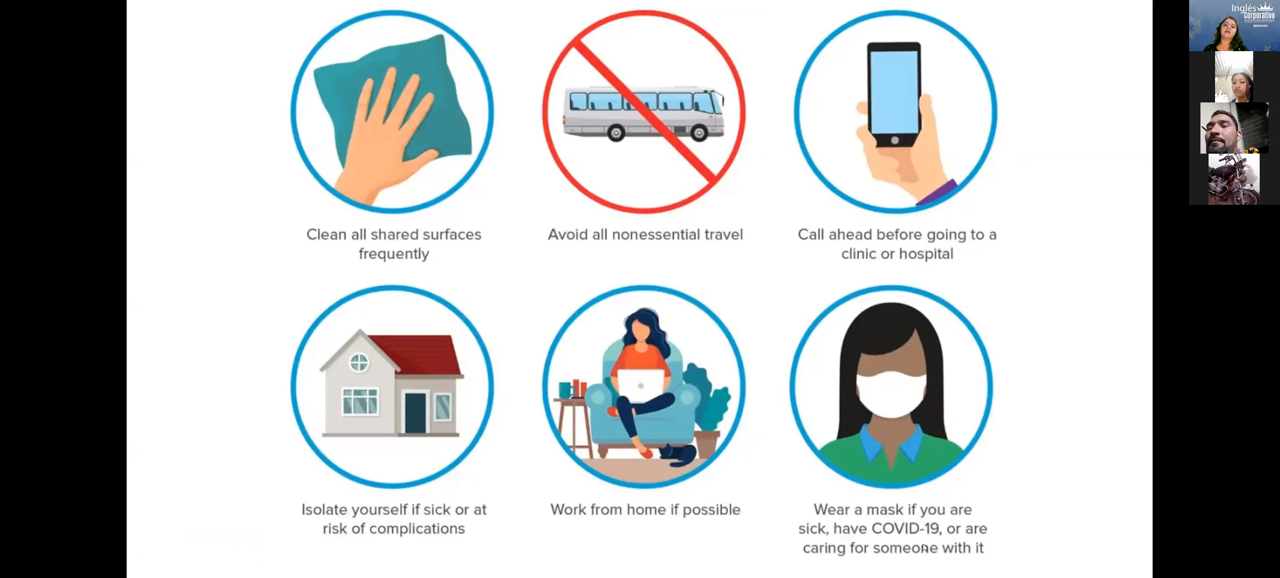 Inglés
Corporativo
Clean all shared surfaces
frequently
Avoid all nonessential travel
Call ahead before going to a
clinic or hospital
Isolate yourself if sick or at
risk of complications
Work from home if possible
Wear a mask if you are
sick, have COVID-19, or are
caring for someone with it